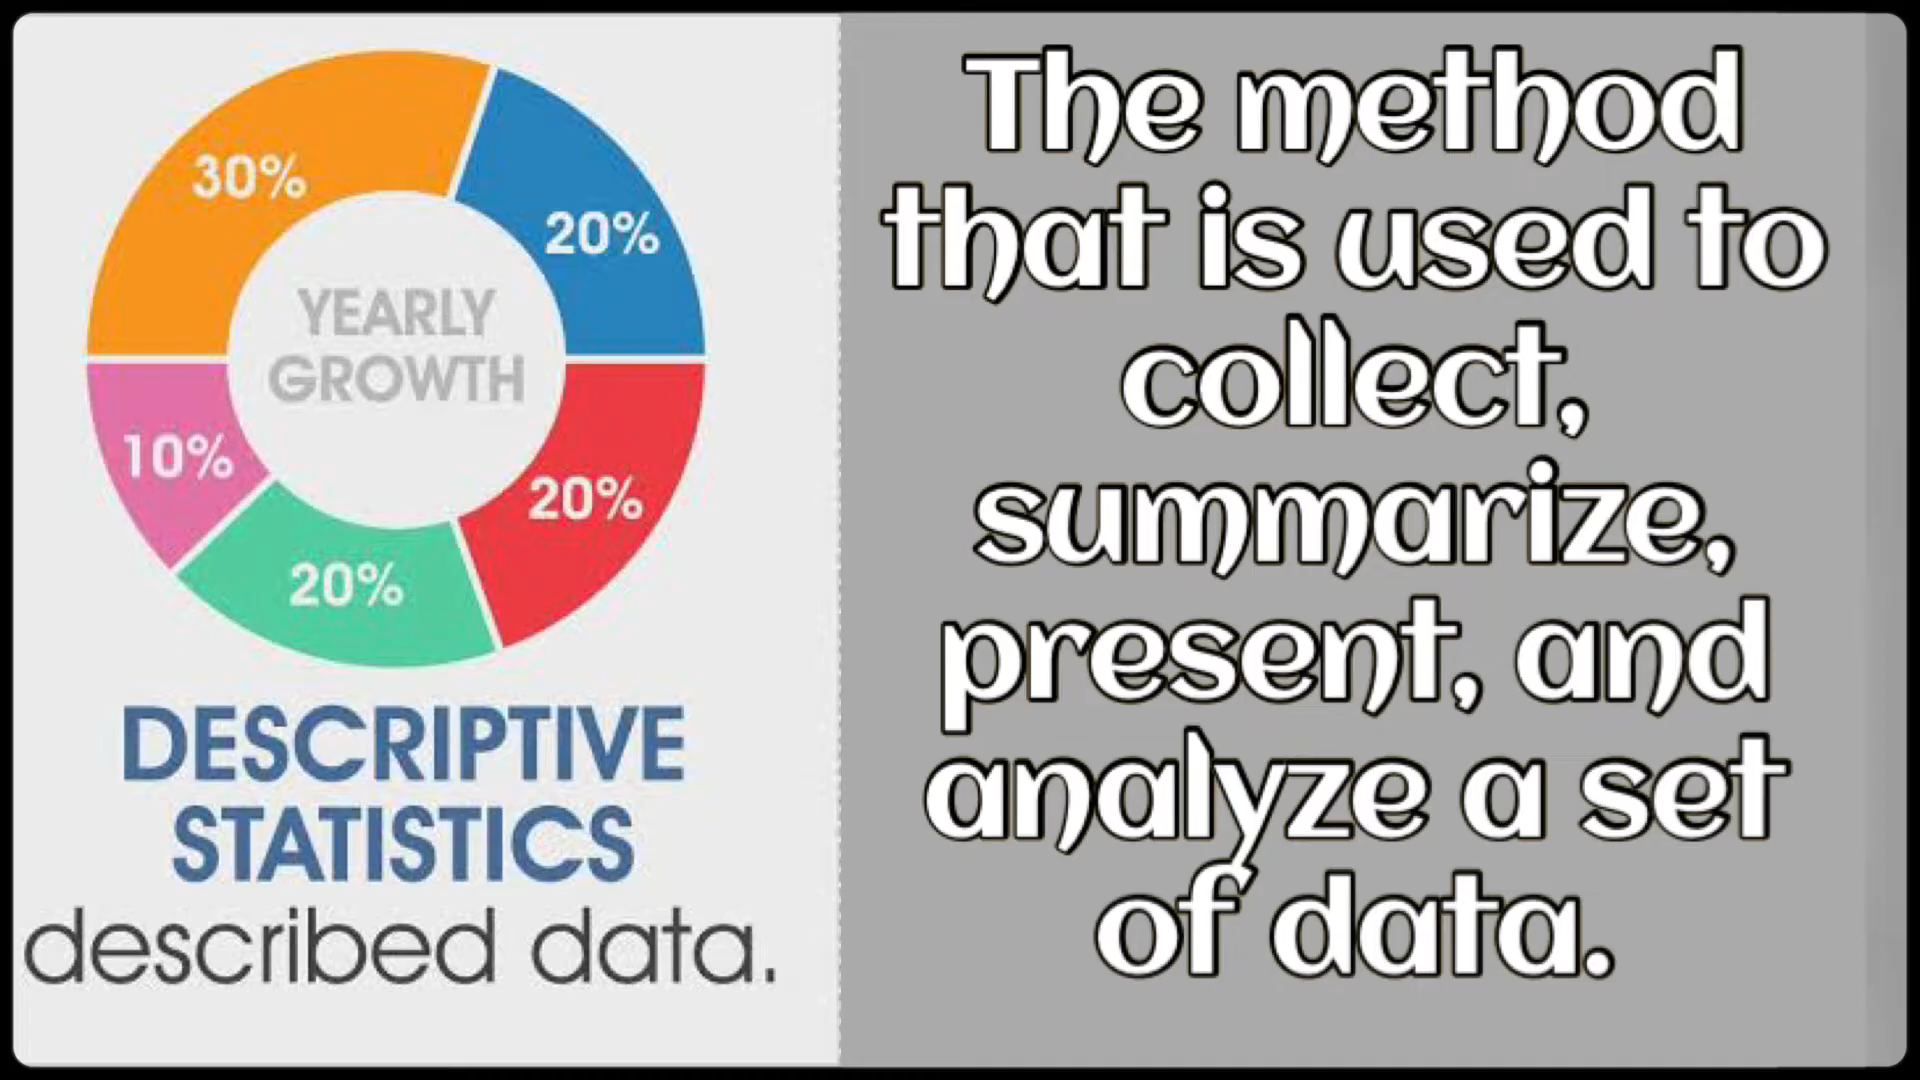 30%
20%
YEARLY
GROWTH
10%
20%
20%
DESCRIPTIVE
STATISTICS
described data.
The method
that is used to
collect,
summarize,
present, and
analyze a set
of data.